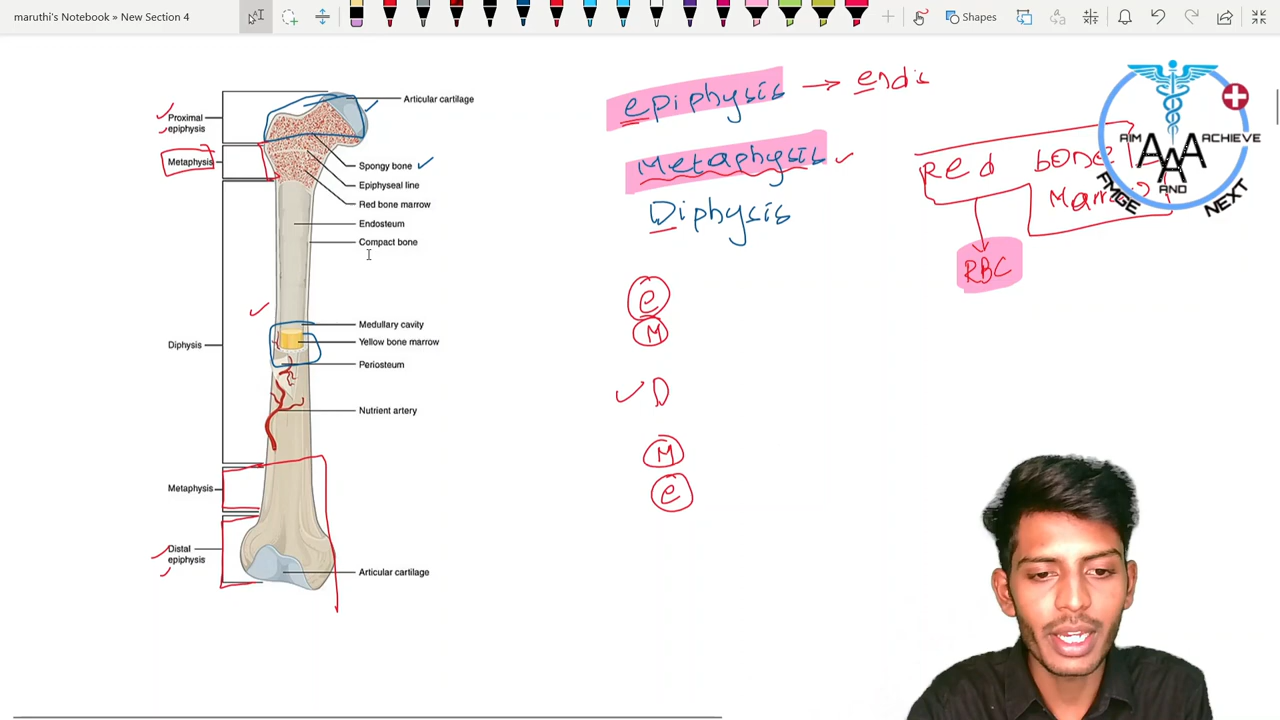 maruthi's Notebook » New Section 4
Shapes
Articular cartilage
Proximal
epiphysis
Metaphysis
Spongy bone
Epiphyseal line
Red bone marrow
Endosteum
Compact bone
Medullary cavity
Diphysis
Yellow bone marrow
Periosteum
Nutrient artery
Metaphysis
Distal
epiphysis
Articular cartilage
epiphysis → ends
Metaphysis
Diphysis
e
M
D
M
e
Red bone
RBC
AIM ACHIEVE
AAA
AND
FMGE NEXT